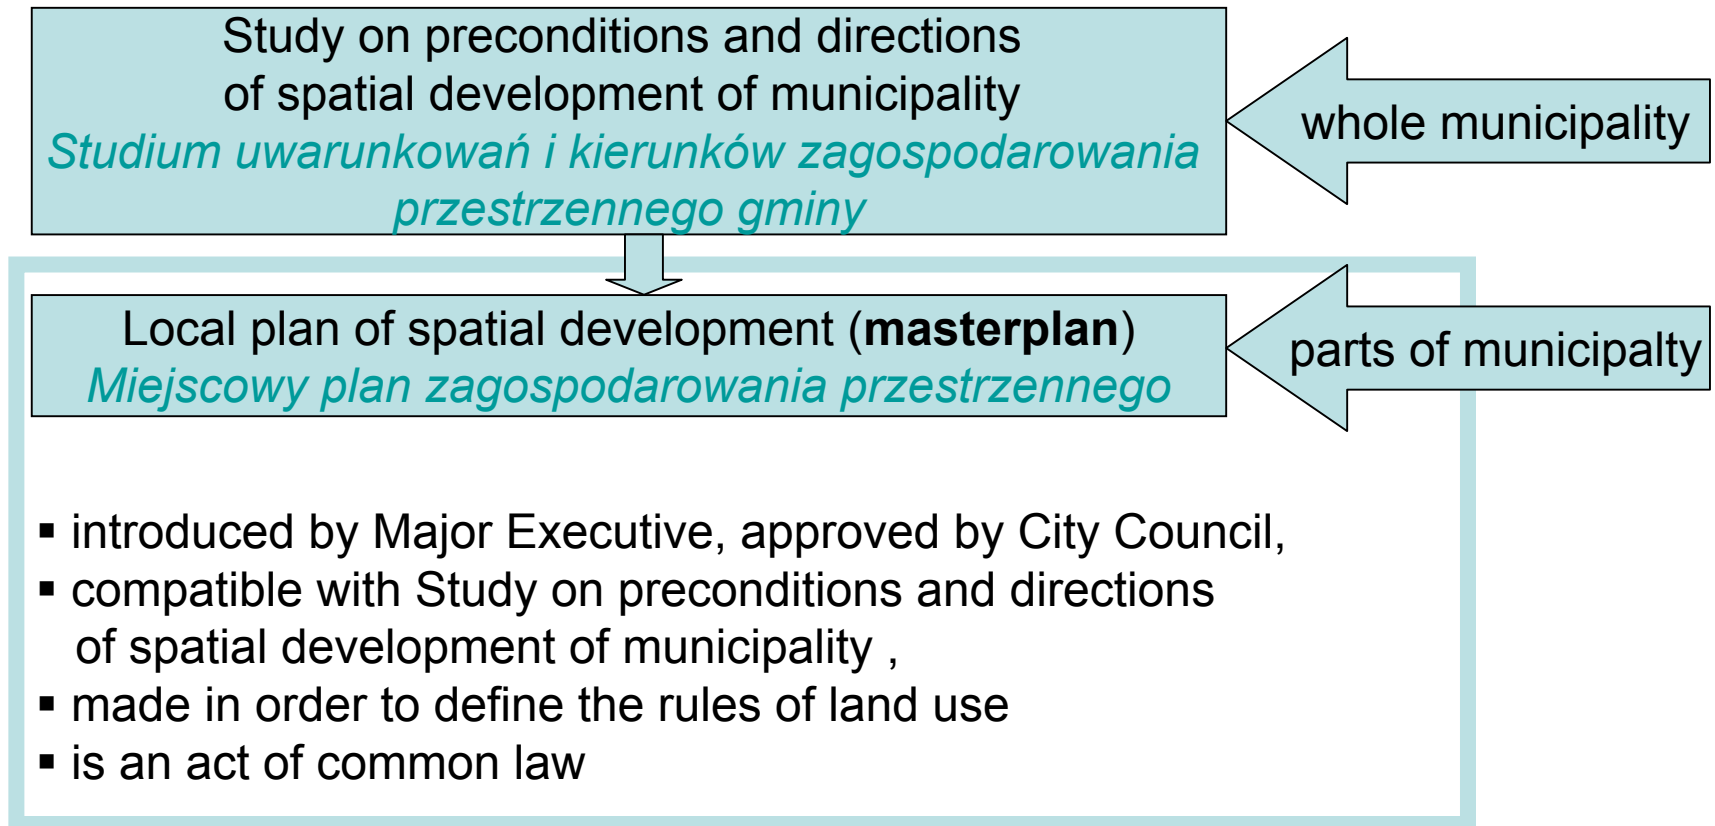 Study on preconditions and directions
of spatial development of municipality
Studium uwarunkowań i kierunków zagospodarowania
przestrzennego gminy
whole municipality
Local plan of spatial development (masterplan)
Miejscowy plan zagospodarowania przestrzennego
parts of municipalty
▪ introduced by Major Executive, approved by City Council,
▪ compatible with Study on preconditions and directions
of spatial development of municipality ,
▪ made in order to define the rules of land use
▪ is an act of common law